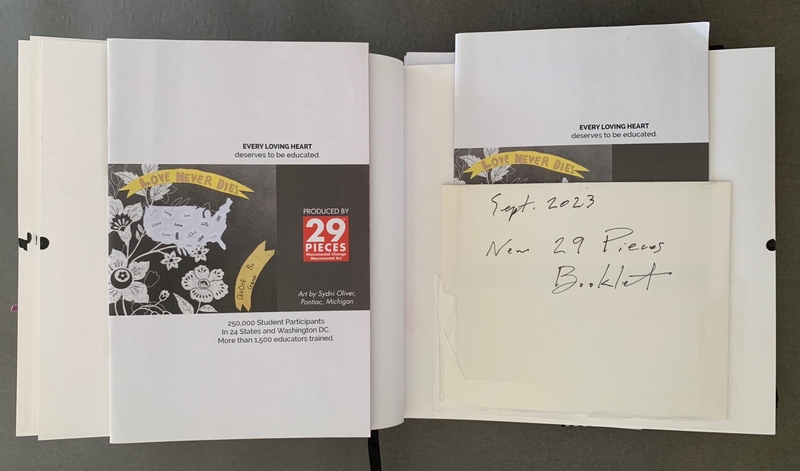 EVERY LOVING HEART
deserves to be educated.
LOVE NEVER DIES
PRODUCED BY
29
PIECES
Monumental Change
Monumental Art
Art by Sydni Oliver,
Pontiac, Michigan
250,000 Student Participants
In 24 States and Washington DC.
More than 1,500 educators trained.
EVERY LOVING HEART
deserves to be educated.
LOVE NEVER DIES
Sept. 2023
New 29 Pieces
Booklet